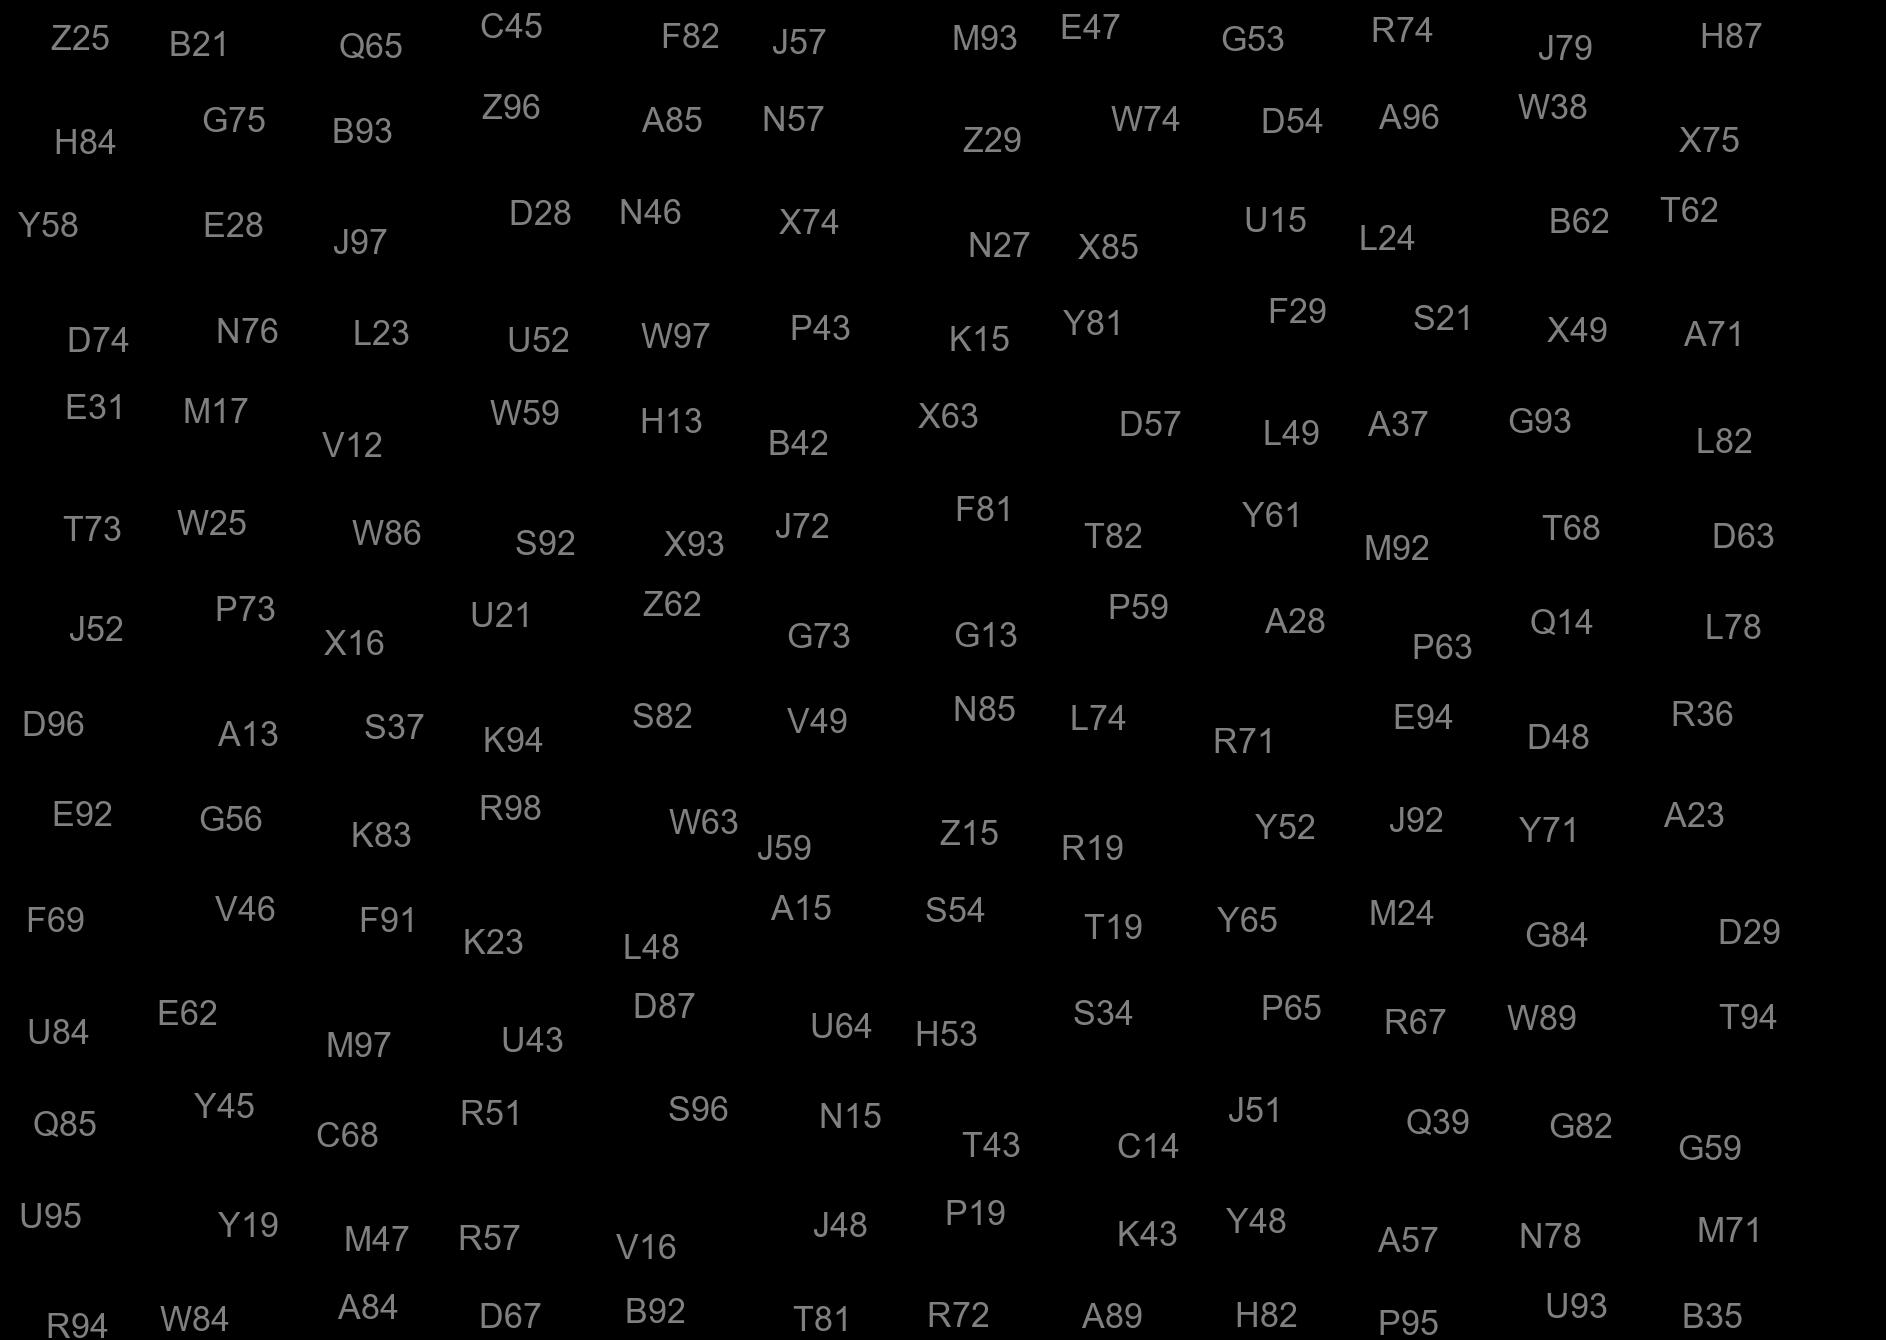 Z25 B21 Q65 C45 F82 J57 M93 E47 G53 R74 J79 H87
H84 G75 B93 Z96 A85 N57 Z29 W74 D54 A96 W38 X75
Y58 E28 J97 D28 N46 X74 N27 X85 U15 L24 B62 T62
D74 N76 L23 U52 W97 P43 K15 Y81 F29 S21 X49 A71
E31 M17 V12 W59 H13 B42 X63 D57 L49 A37 G93 L82
T73 W25 W86 S92 X93 J72 F81 T82 Y61 M92 T68 D63
J52 P73 X16 U21 Z62 G73 G13 P59 A28 P63 Q14 L78
D96 A13 S37 K94 S82 V49 N85 L74 R71 E94 D48 R36
E92 G56 K83 R98 W63 J59 Z15 R19 Y52 J92 Y71 A23
F69 V46 F91 K23 L48 A15 S54 T19 Y65 M24 G84 D29
U84 E62 M97 U43 D87 U64 H53 S34 P65 R67 W89 T94
Q85 Y45 C68 R51 S96 N15 T43 C14 J51 Q39 G82 G59
U95 Y19 M47 R57 V16 J48 P19 K43 Y48 A57 N78 M71
R94 W84 A84 D67 B92 T81 R72 A89 H82 P95 U93 B35